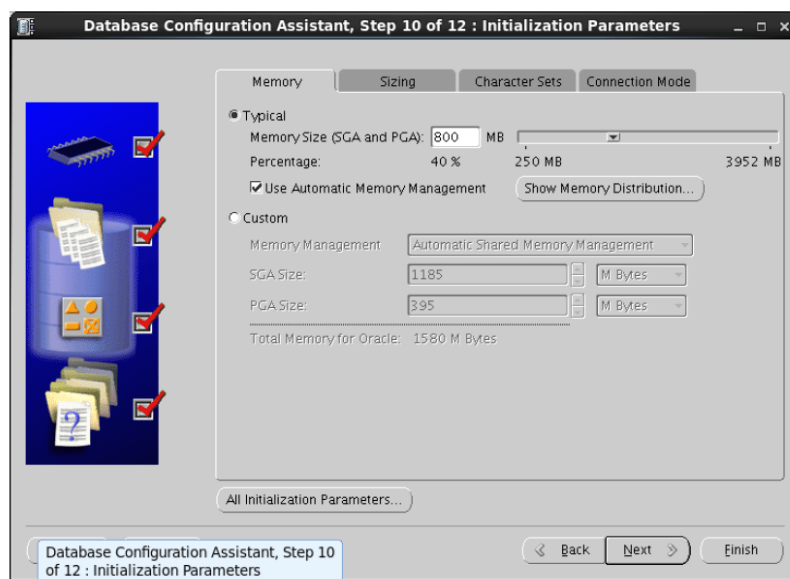 Database Configuration Assistant, Step 10 of 12 : Initialization Parameters
Memory Sizing Character Sets Connection Mode
Typical
Memory Size (SGA and PGA): 800 MB
Percentage: 40 % 250 MB 3952 MB
Use Automatic Memory Management Show Memory Distribution...
Custom
Memory Management Automatic Shared Memory Management
SGA Size: 1185 M Bytes
PGA Size: 395 M Bytes
Total Memory for Oracle: 1580 M Bytes
?
All Initialization Parameters...
Back Next Finish
Database Configuration Assistant, Step 10
of 12 : Initialization Parameters